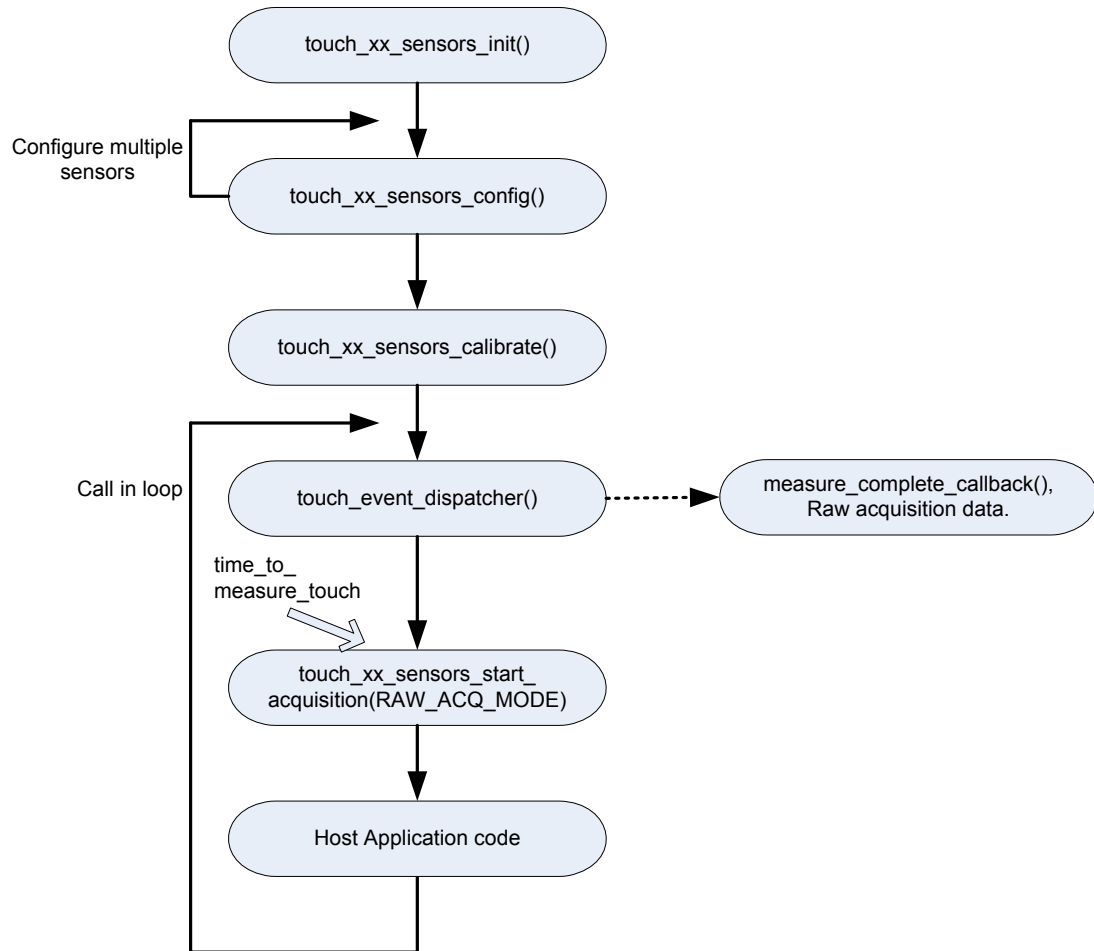 touch_xx_sensors_init()
Configure multiple
sensors
touch_xx_sensors_config()
touch_xx_sensors_calibrate()
Call in loop
touch_event_dispatcher()
measure_complete_callback(),
Raw acquisition data.
time_to_
measure_touch
touch_xx_sensors_start_
acquisition(RAW_ACQ_MODE)
Host Application code